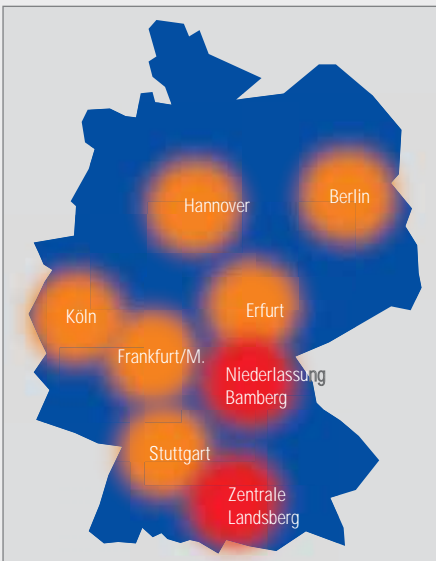 Berlin
Hannover
Erfurt
Köln
Frankfurt/M.
Niederlassung
Bamberg
Stuttgart
Zentrale
Landsberg